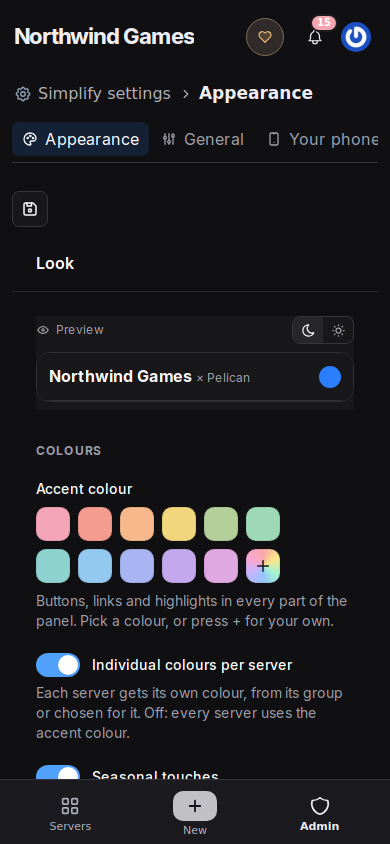 Northwind Games
15
Simplify settings > Appearance
Appearance General Your phone
Look
Preview
Northwind Games × Pelican
COLOURS
Accent colour
Buttons, links and highlights in every part of the
panel. Pick a colour, or press + for your own.
Individual colours per server
Each server gets its own colour, from its group
or chosen for it. Off: every server uses the
accent colour.
Seasonal touches
Servers New Admin